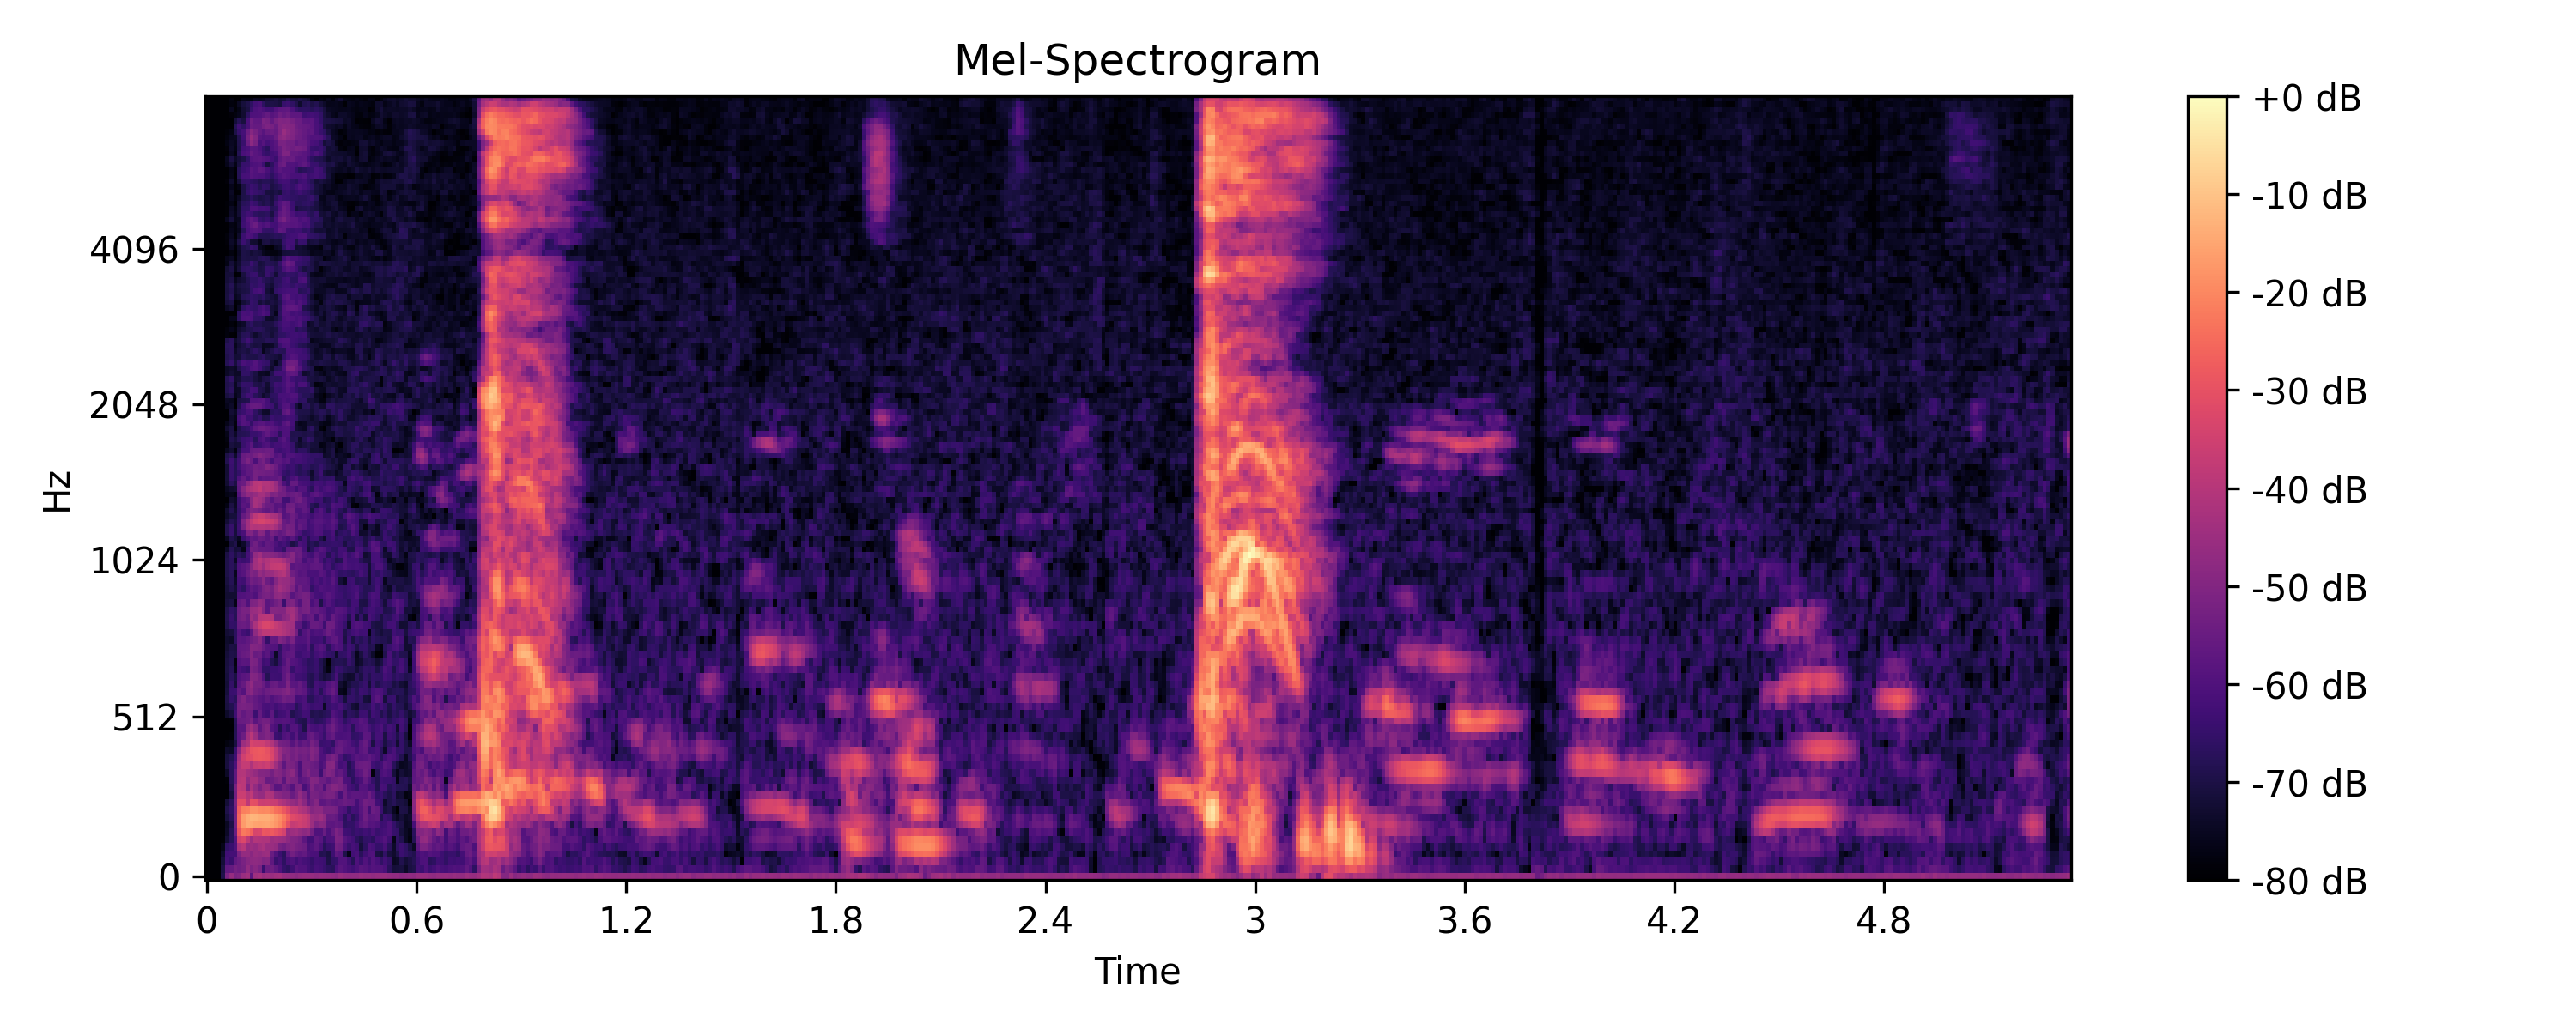 Mel-Spectrogram
+0 dB
-10 dB
-20 dB
-30 dB
-40 dB
-50 dB
-60 dB
-70 dB
-80 dB
Hz
4096
2048
1024
512
0
0 0.6 1.2 1.8 2.4 3 3.6 4.2 4.8
Time